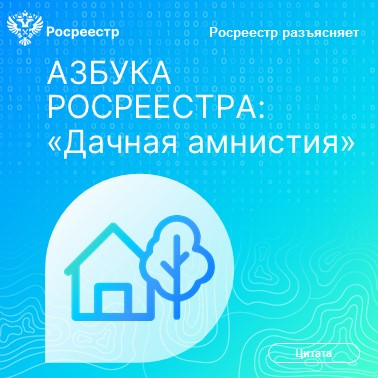 Росреестр
Росреестр разъясняет
АЗБУКА
РОСРЕЕСТРА:
«Дачная амнистия»
Цитата